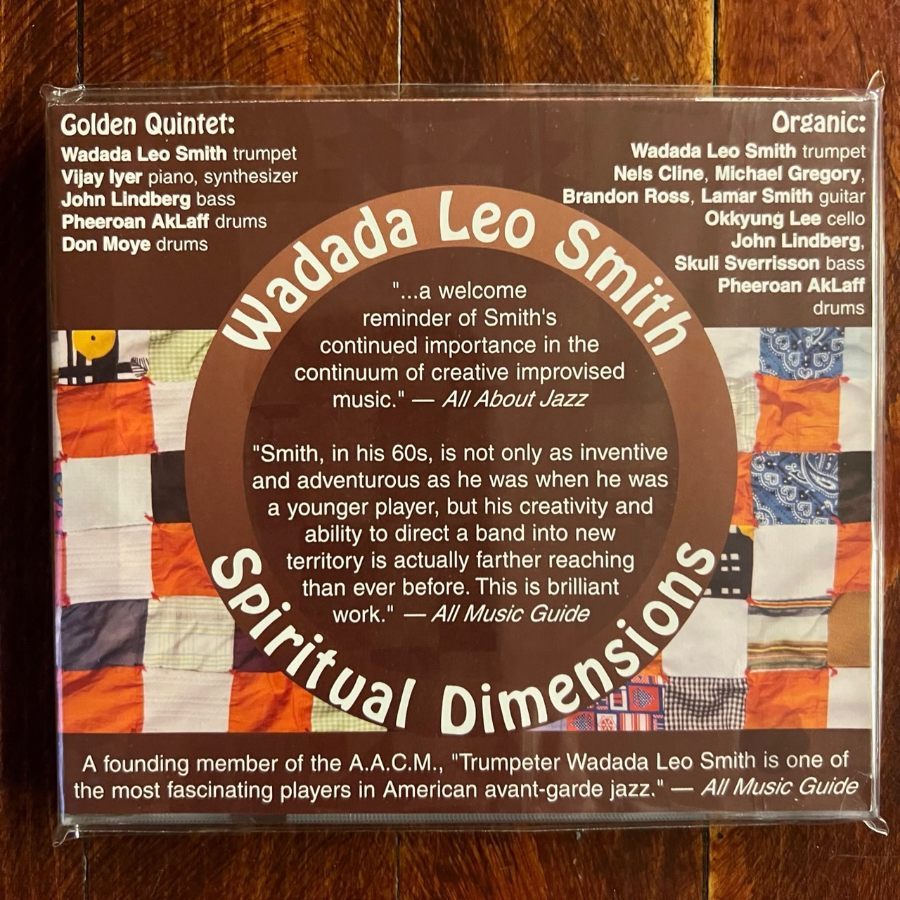 Golden Quintet:
Wadada Leo Smith trumpet
Vijay Iyer piano, synthesizer
John Lindberg bass
Pheeroan AkLaff drums
Don Moye drums
Organic:
Wadada Leo Smith trumpet
Nels Cline, Michael Gregory,
Brandon Ross, Lamar Smith guitar
Okkyung Lee cello
John Lindberg,
Skuli Sverrisson bass
Pheeroan AkLaff
drums
Wadada Leo Smith
"...a welcome
reminder of Smith's
continued importance in the
continuum of creative improvised
music." — All About Jazz
"Smith, in his 60s, is not only as inventive
and adventurous as he was when he was
a younger player, but his creativity and
ability to direct a band into new
territory is actually farther reaching
than ever before. This is brilliant
work." — All Music Guide
Spiritual Dimensions
A founding member of the A.A.C.M., "Trumpeter Wadada Leo Smith is one of
the most fascinating players in American avant-garde jazz." — All Music Guide